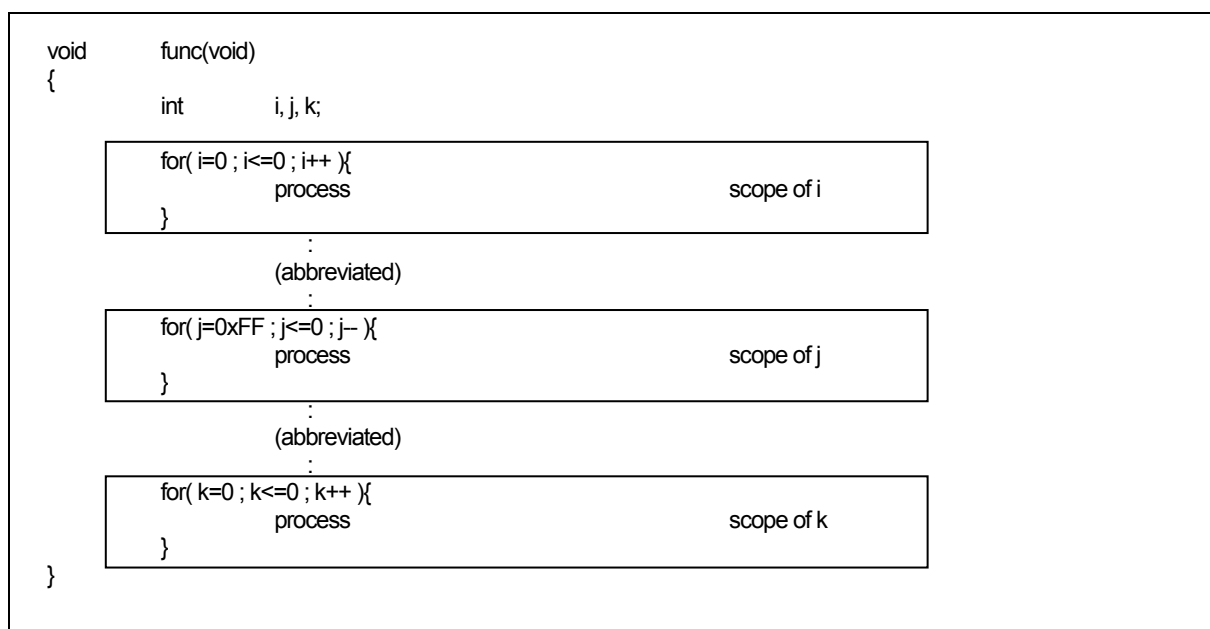 void func(void)
{
int i, j, k;
for( i=0 ; i<=0 ; i++ ){
process scope of i
}
:
(abbreviated)
:
for( j=0xFF ; j<=0 ; j-- ){
process scope of j
}
:
(abbreviated)
:
for( k=0 ; k<=0 ; k++ ){
process scope of k
}
}